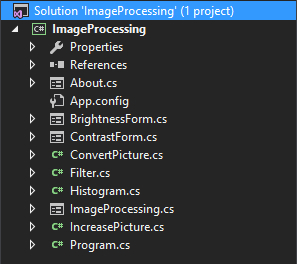 Solution 'ImageProcessing' (1 project)
C# ImageProcessing
Properties
References
About.cs
App.config
BrightnessForm.cs
ContrastForm.cs
C# ConvertPicture.cs
C# Filter.cs
C# Histogram.cs
ImageProcessing.cs
C# IncreasePicture.cs
C# Program.cs